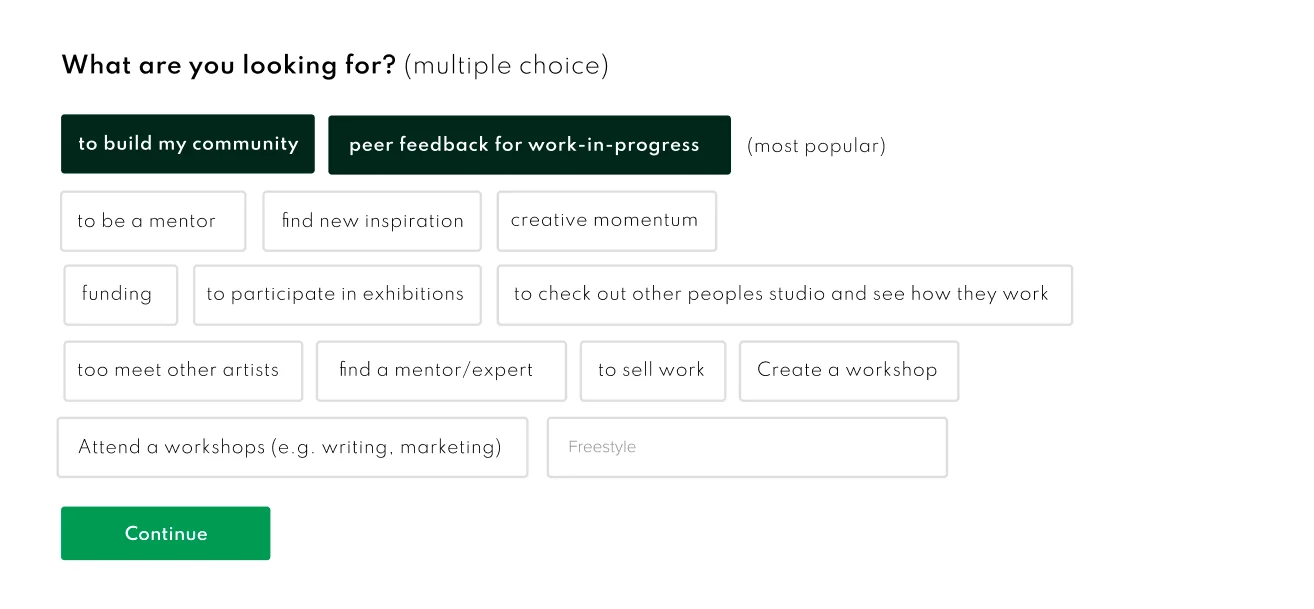 What are you looking for? (multiple choice)
to build my community peer feedback for work-in-progress (most popular)
to be a mentor find new inspiration creative momentum
funding to participate in exhibitions to check out other peoples studio and see how they work
too meet other artists find a mentor/expert to sell work Create a workshop
Attend a workshops (e.g. writing, marketing) Freestyle
Continue